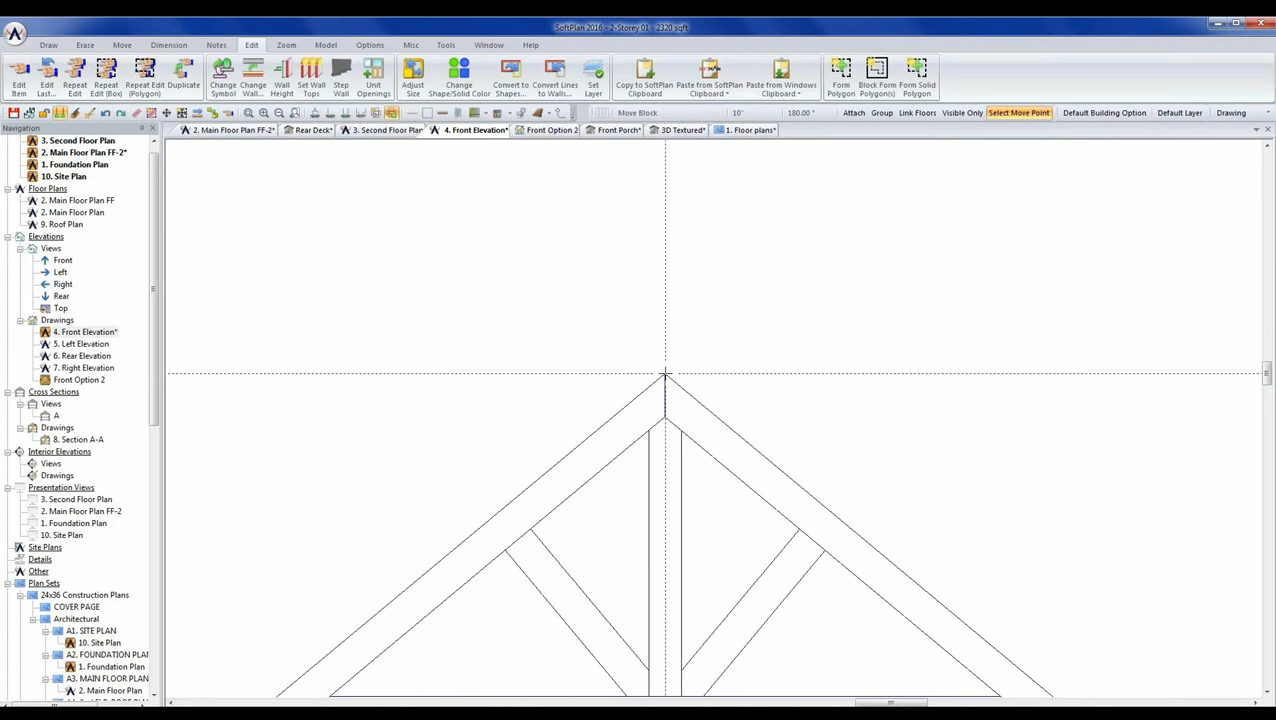 SoftPlan 2016 - 2-Storey 01 - 2320 sqft
Draw Erase Move Dimension Notes Edit Zoom Model Options Misc Tools Window Help
Edit Item
Edit Last...
Repeat Edit
Repeat Edit (Box)
Repeat Edit (Polygon)
Duplicate
Change Symbol
Change Wall...
Wall Height
Set Wall Tops
Step Wall
Unit Openings
Adjust Size
Change Shape/Solid Color
Convert to Shapes...
Convert Lines to Walls...
Set Layer
Copy to SoftPlan Clipboard
Paste from SoftPlan Clipboard
Paste from Windows Clipboard
Form Polygon
Block Form Polygon(s)
Form Solid Polygon
Move Block 10" 180.00° Attach Group Visible Only Select Move Point Default Building Option Default Layer Drawing
Navigation
2. Main Floor Plan FF-2* Rear Deck* 3. Second Floor Plan 4. Front Elevation* Front Option 2 Front Porch* 3D Textured* 1. Floor plans*
3. Second Floor Plan
2. Main Floor Plan FF-2*
1. Foundation Plan
10. Site Plan
Floor Plans
2. Main Floor Plan FF
2. Main Floor Plan
9. Roof Plan
Elevations
Views
Front
Left
Right
Rear
Top
Drawings
4. Front Elevation*
5. Left Elevation
6. Rear Elevation
7. Right Elevation
Front Option 2
Cross Sections
Views
A
Drawings
8. Section A-A
Interior Elevations
Views
Drawings
Presentation Views
3. Second Floor Plan
2. Main Floor Plan FF-2
1. Foundation Plan
10. Site Plan
Site Plans
Details
Other
Plan Sets
24x36 Construction Plans
COVER PAGE
Architectural
A1. SITE PLAN
10. Site Plan
A2. FOUNDATION PLAN
1. Foundation Plan
A3. MAIN FLOOR PLAN
2. Main Floor Plan